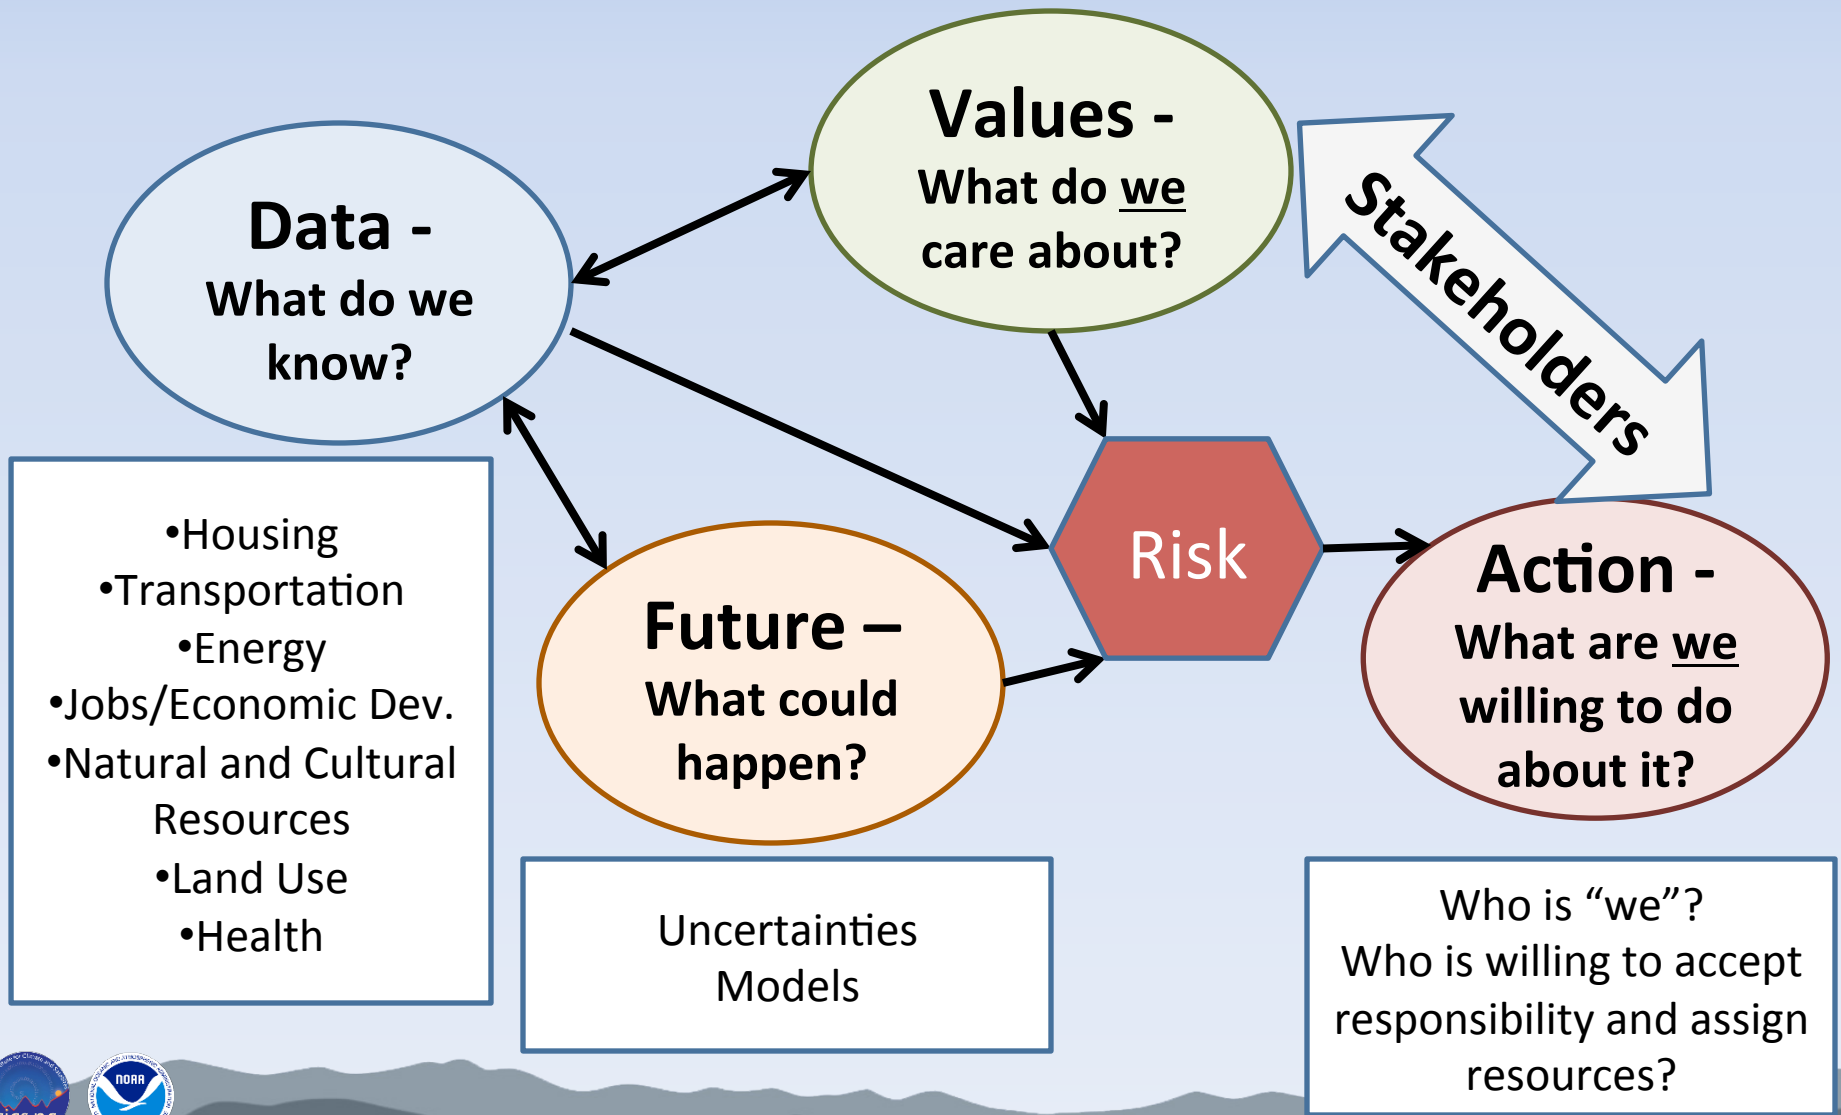 Data -
What do we
know?
Values -
What do we
care about?
Stakeholders
•Housing
•Transportation
•Energy
•Jobs/Economic Dev.
•Natural and Cultural
Resources
•Land Use
•Health
Future –
What could
happen?
Uncertainties
Models
Risk
Action -
What are we
willing to do
about it?
Who is “we”?
Who is willing to accept
responsibility and assign
resources?
NOAA